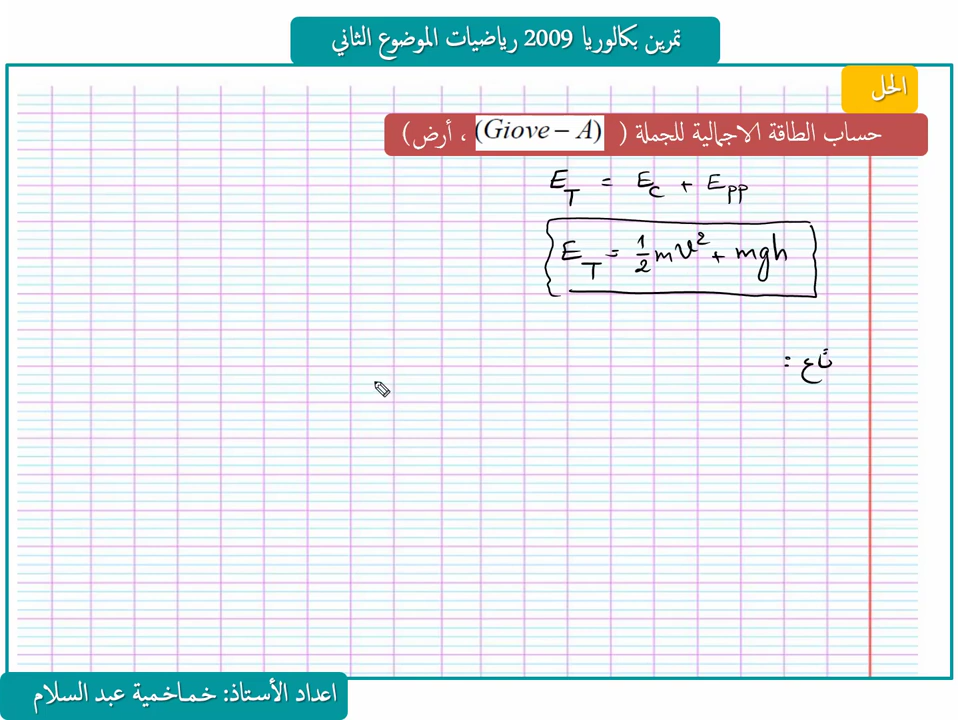 تمرين بكالوريا 2009 رياضيات الموضوع الثاني
الحل
حساب الطاقة الاجمالية للجملة ( (Giove – A) ، أرض)
E_T = E_C + E_pp
E_T = 1/2 mv² + mgh
ت ع :
اعداد الأستاذ: خماخمية عبد السلام